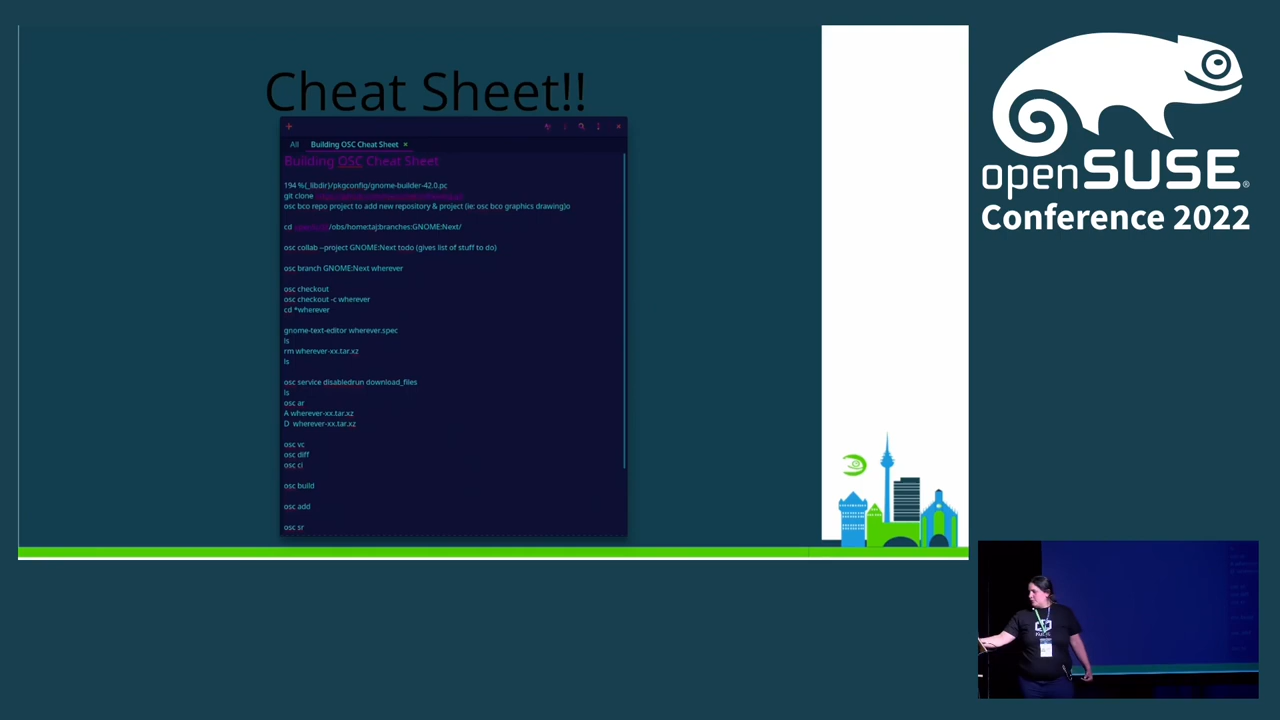 Cheat Sheet!!
All Building OSC Cheat Sheet
Building OSC Cheat Sheet
194 %{_libdir}/pkgconfig/gnome-builder-42.0.pc
git clone
osc bco repo project to add new repository & project (ie: osc bco graphics drawing)o
cd /obs/home:taj:branches:GNOME:Next/
osc collab --project GNOME:Next todo (gives list of stuff to do)
osc branch GNOME:Next wherever
osc checkout
osc checkout -c wherever
cd *wherever
gnome-text-editor wherever.spec
ls
rm wherever-xx.tar.xz
ls
osc service disabledrun download_files
ls
osc ar
A wherever-xx.tar.xz
D wherever-xx.tar.xz
osc vc
osc diff
osc ci
osc build
osc add
osc sr
openSUSE®
Conference 2022